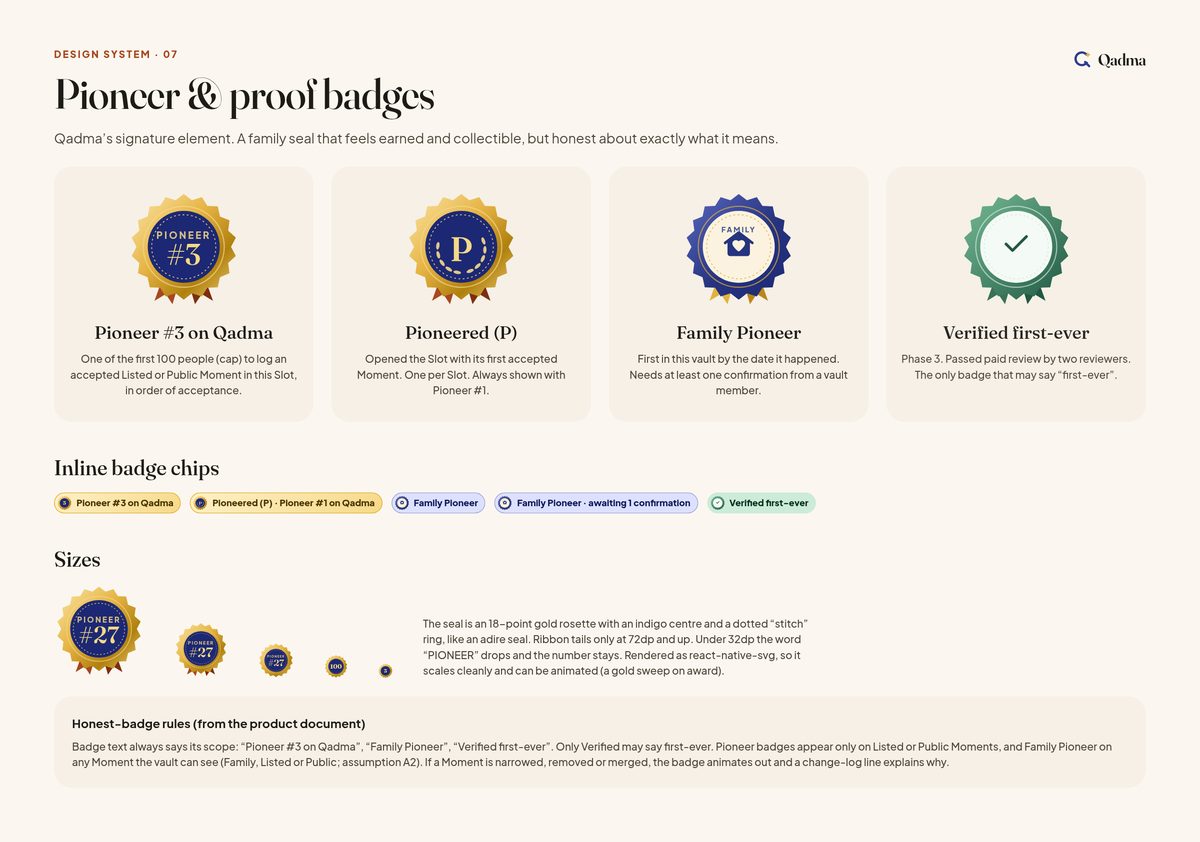 DESIGN SYSTEM · 07
Qadma
Pioneer & proof badges
Qadma's signature element. A family seal that feels earned and collectible, but honest about exactly what it means.
PIONEER
#3
Pioneer #3 on Qadma
One of the first 100 people (cap) to log an
accepted Listed or Public Moment in this Slot,
in order of acceptance.
P
Pioneered (P)
Opened the Slot with its first accepted
Moment. One per Slot. Always shown with
Pioneer #1.
FAMILY
Family Pioneer
First in this vault by the date it happened.
Needs at least one confirmation from a vault
member.
Verified first-ever
Phase 3. Passed paid review by two reviewers.
The only badge that may say “first-ever”.
Inline badge chips
3 Pioneer #3 on Qadma
P Pioneered (P) · Pioneer #1 on Qadma
Family Pioneer
Family Pioneer · awaiting 1 confirmation
Verified first-ever
Sizes
PIONEER
#27
PIONEER
#27
PIONEER
#27
100
3
The seal is an 18-point gold rosette with an indigo centre and a dotted “stitch”
ring, like an adire seal. Ribbon tails only at 72dp and up. Under 32dp the word
“PIONEER” drops and the number stays. Rendered as react-native-svg, so it
scales cleanly and can be animated (a gold sweep on award).
Honest-badge rules (from the product document)
Badge text always says its scope: “Pioneer #3 on Qadma”, “Family Pioneer”, “Verified first-ever”. Only Verified may say first-ever. Pioneer badges appear only on Listed or Public Moments, and Family Pioneer on
any Moment the vault can see (Family, Listed or Public; assumption A2). If a Moment is narrowed, removed or merged, the badge animates out and a change-log line explains why.